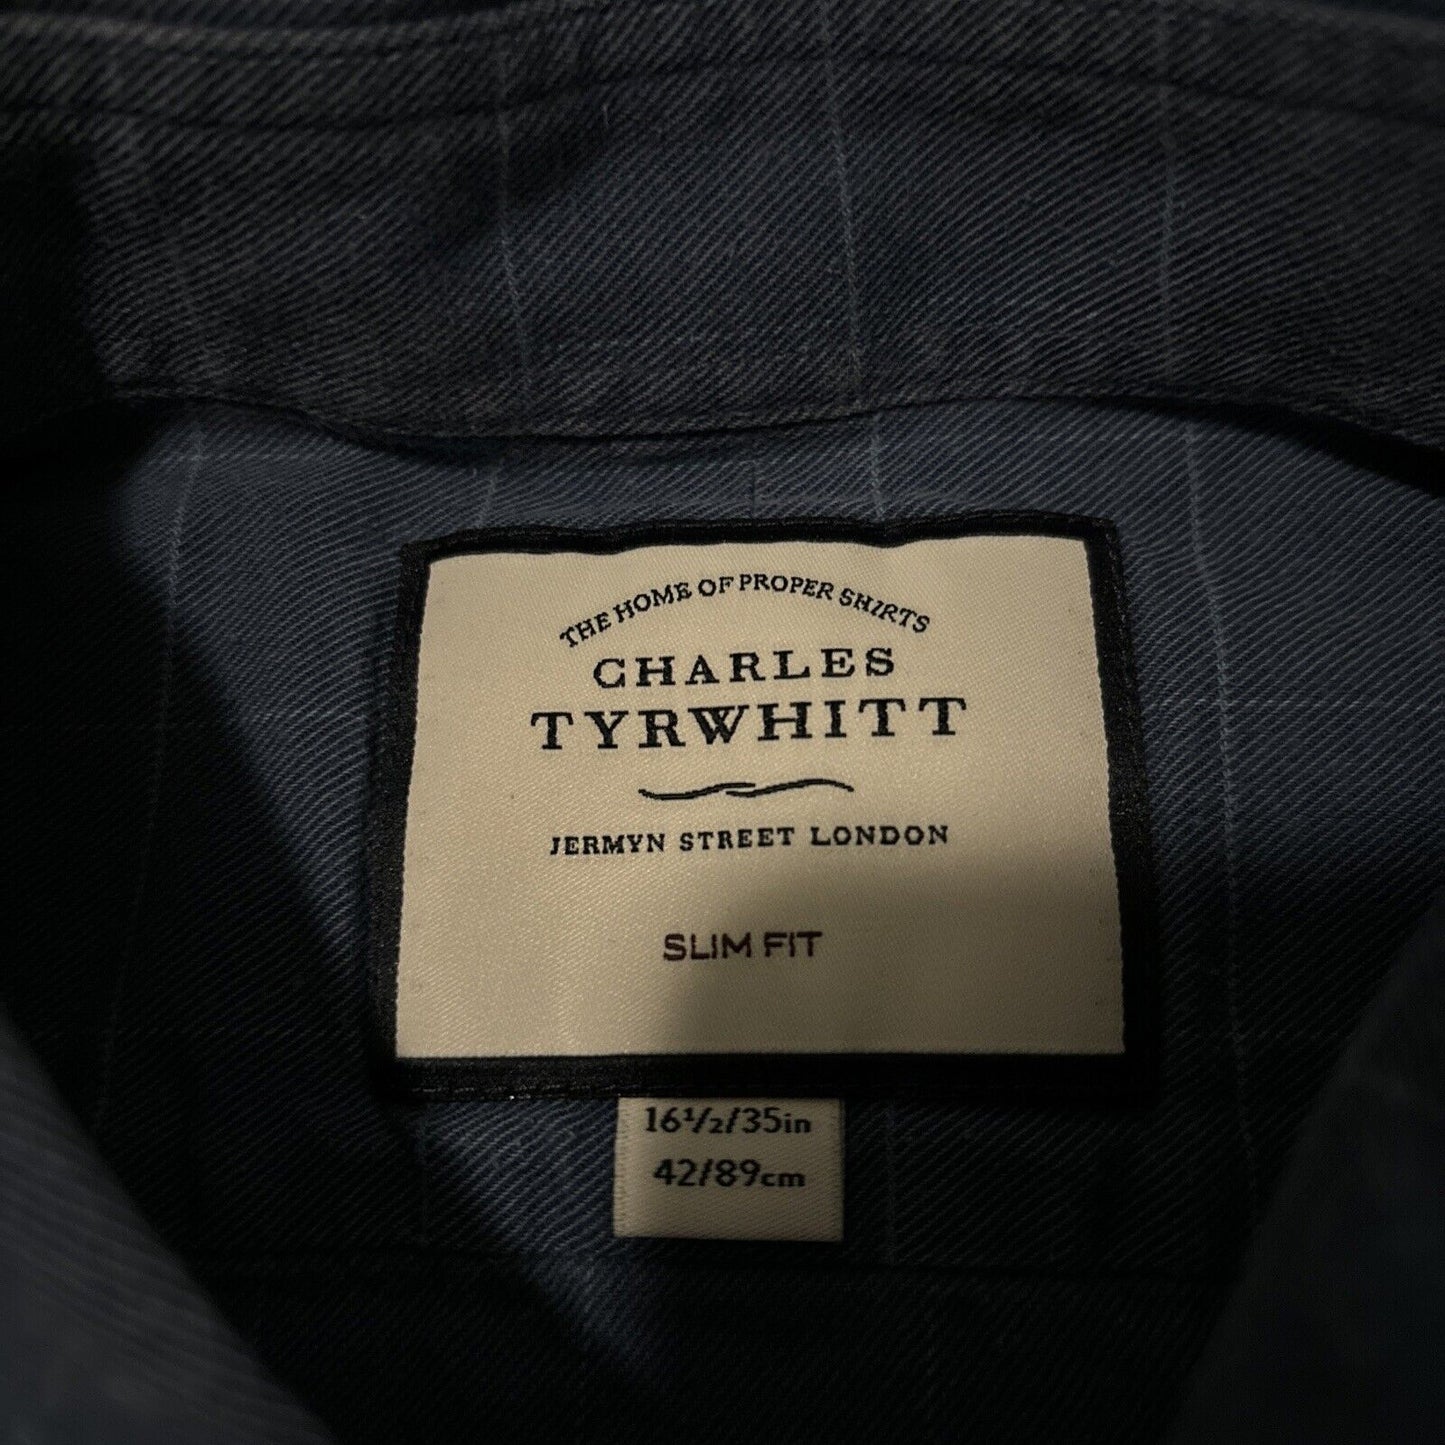 THE HOME OF PROPER SHIRTS
CHARLES
TYRWHITT
JERMYN STREET LONDON
SLIM FIT
16½/35in
42/89cm